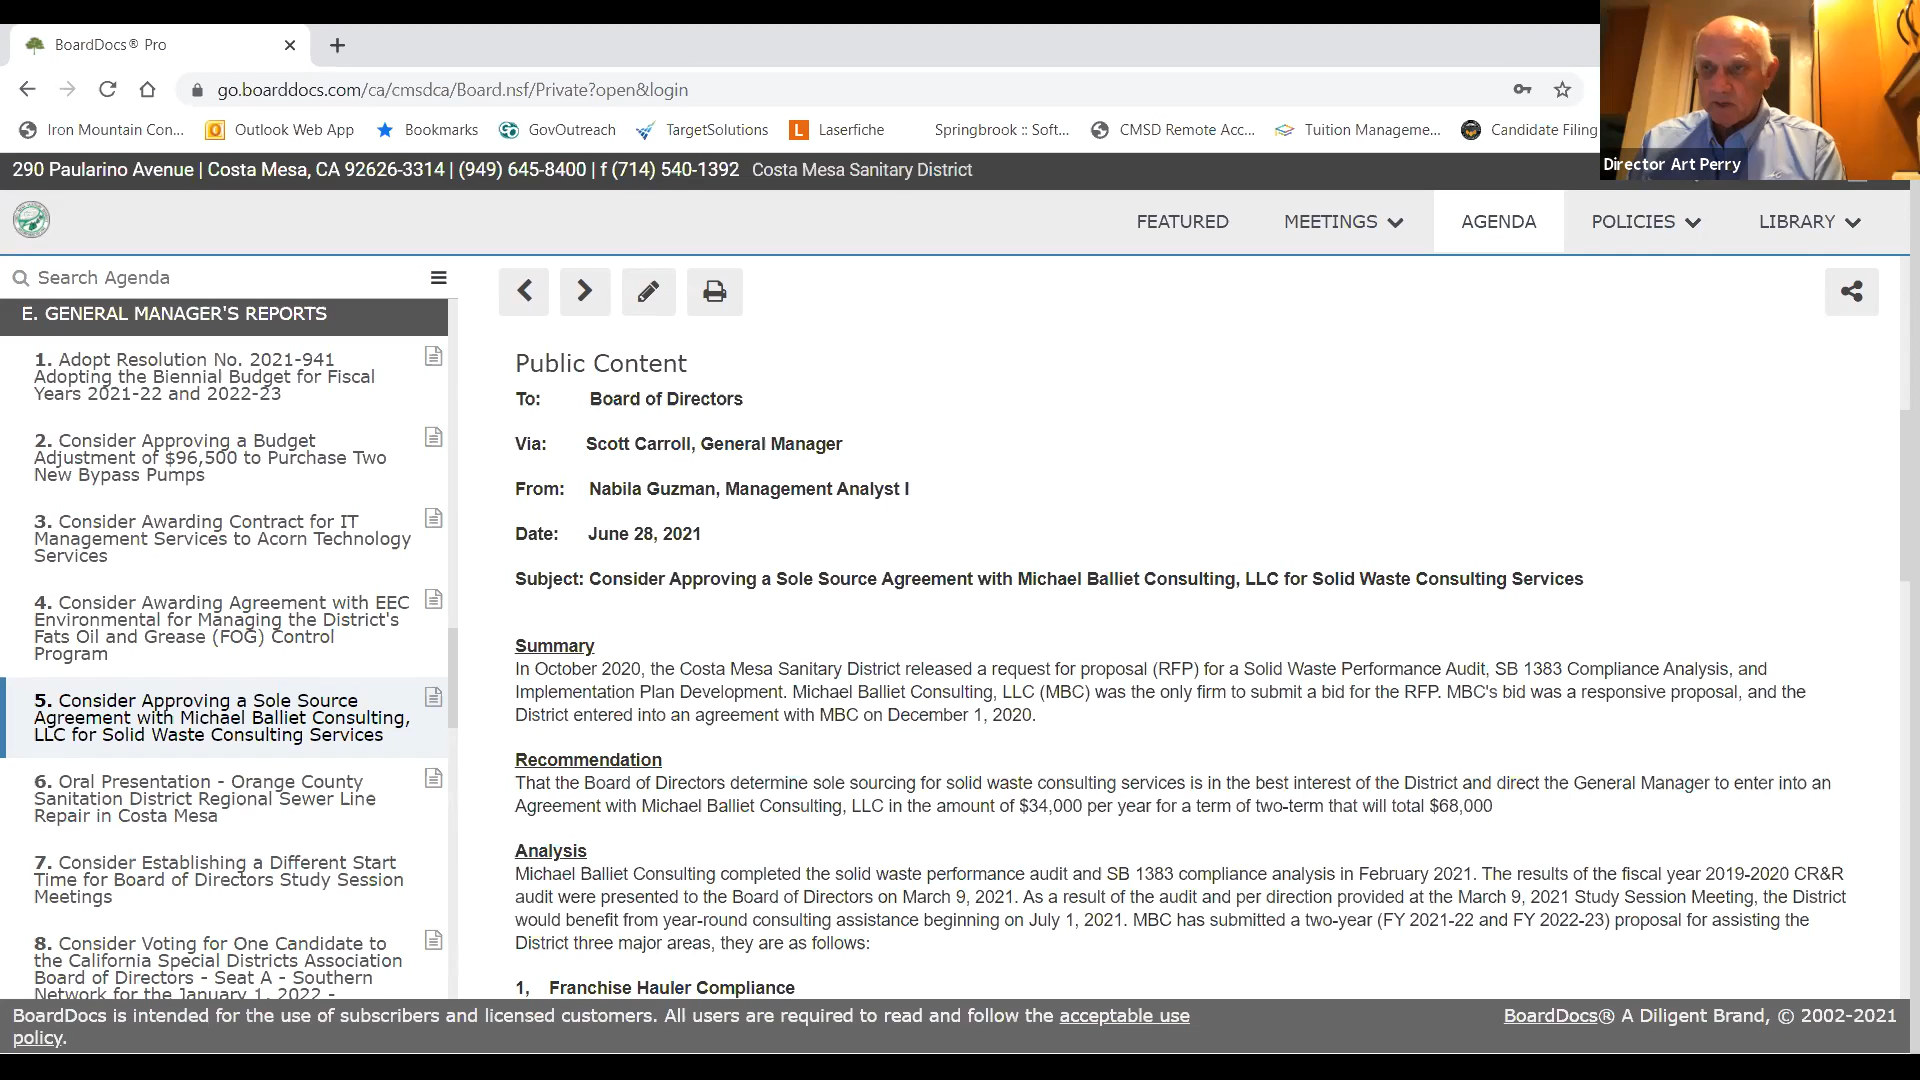 BoardDocs® Pro
go.boarddocs.com/ca/cmsdca/Board.nsf/Private?open&login
Iron Mountain Con...
Outlook Web App
Bookmarks
GovOutreach
TargetSolutions
Laserfiche
Springbrook :: Soft...
CMSD Remote Acc...
Tuition Manageme...
Candidate Filing
Director Art Perry
290 Paularino Avenue | Costa Mesa, CA 92626-3314 | (949) 645-8400 | f (714) 540-1392 Costa Mesa Sanitary District
FEATURED
MEETINGS
AGENDA
POLICIES
LIBRARY
Search Agenda
E. GENERAL MANAGER'S REPORTS
1. Adopt Resolution No. 2021-941
Adopting the Biennial Budget for Fiscal
Years 2021-22 and 2022-23
2. Consider Approving a Budget
Adjustment of $96,500 to Purchase Two
New Bypass Pumps
3. Consider Awarding Contract for IT
Management Services to Acorn Technology
Services
4. Consider Awarding Agreement with EEC
Environmental for Managing the District's
Fats Oil and Grease (FOG) Control
Program
5. Consider Approving a Sole Source
Agreement with Michael Balliet Consulting,
LLC for Solid Waste Consulting Services
6. Oral Presentation - Orange County
Sanitation District Regional Sewer Line
Repair in Costa Mesa
7. Consider Establishing a Different Start
Time for Board of Directors Study Session
Meetings
8. Consider Voting for One Candidate to
the California Special Districts Association
Board of Directors - Seat A - Southern
Network for the January 1, 2022 -
Public Content
To: Board of Directors
Via: Scott Carroll, General Manager
From: Nabila Guzman, Management Analyst I
Date: June 28, 2021
Subject: Consider Approving a Sole Source Agreement with Michael Balliet Consulting, LLC for Solid Waste Consulting Services
Summary
In October 2020, the Costa Mesa Sanitary District released a request for proposal (RFP) for a Solid Waste Performance Audit, SB 1383 Compliance Analysis, and
Implementation Plan Development. Michael Balliet Consulting, LLC (MBC) was the only firm to submit a bid for the RFP. MBC's bid was a responsive proposal, and the
District entered into an agreement with MBC on December 1, 2020.
Recommendation
That the Board of Directors determine sole sourcing for solid waste consulting services is in the best interest of the District and direct the General Manager to enter into an
Agreement with Michael Balliet Consulting, LLC in the amount of $34,000 per year for a term of two-term that will total $68,000
Analysis
Michael Balliet Consulting completed the solid waste performance audit and SB 1383 compliance analysis in February 2021. The results of the fiscal year 2019-2020 CR&R
audit were presented to the Board of Directors on March 9, 2021. As a result of the audit and per direction provided at the March 9, 2021 Study Session Meeting, the District
would benefit from year-round consulting assistance beginning on July 1, 2021. MBC has submitted a two-year (FY 2021-22 and FY 2022-23) proposal for assisting the
District three major areas, they are as follows:
1, Franchise Hauler Compliance
BoardDocs is intended for the use of subscribers and licensed customers. All users are required to read and follow the acceptable use
policy.
BoardDocs® A Diligent Brand, © 2002-2021